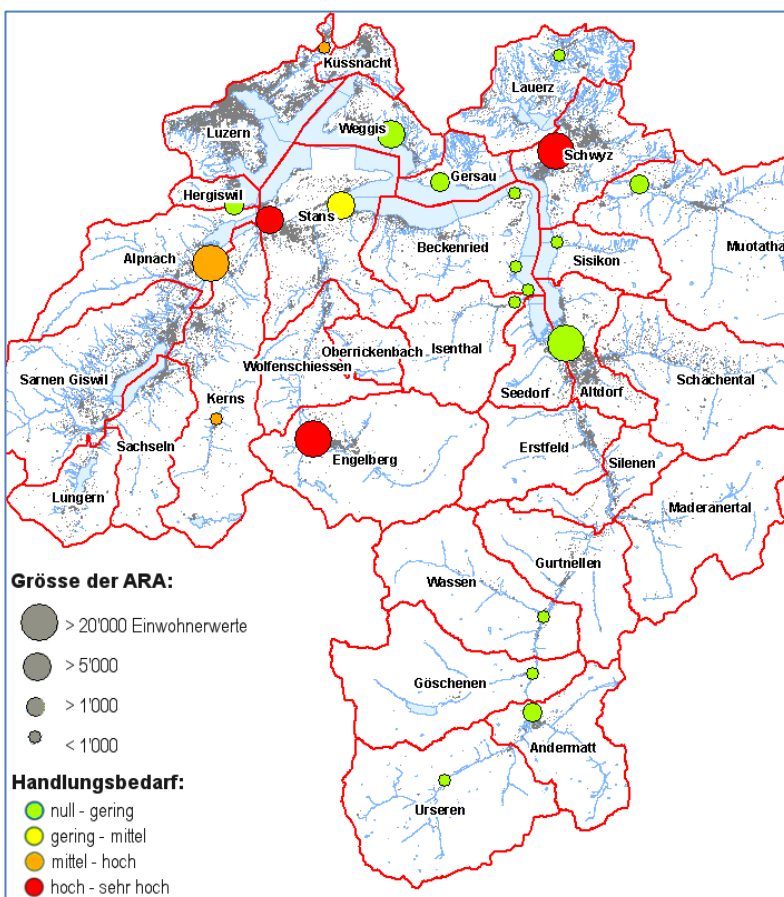 Küssnacht
Lauerz
Luzern
Weggis
Schwyz
Gersau
Hergiswil
Stans
Beckenried
Sisikon
Muotatha
Alpnach
Oberrickenbach
Isenthal
Wolfenschiessen
Sarnen Giswil
Seedorf
Altdorf
Schächental
Kerns
Sachseln
Engelberg
Erstfeld
Silenen
Lungern
Maderanertal
Gurtnellen
Wassen
Göschenen
Andermatt
Urseren
Grösse der ARA:
> 20'000 Einwohnerwerte
> 5'000
> 1'000
< 1'000
Handlungsbedarf:
null - gering
gering - mittel
mittel - hoch
hoch - sehr hoch